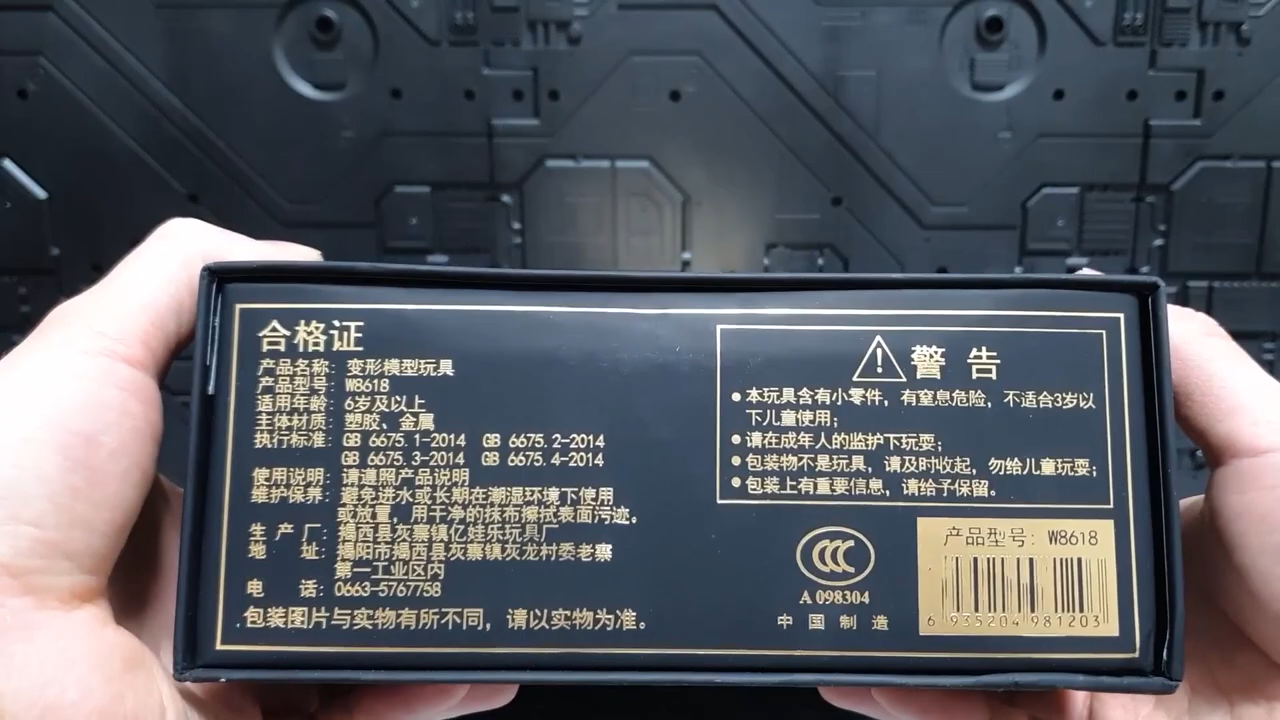 合格证
产品名称: 变形模型玩具
产品型号: W8618
适用年龄: 6岁及以上
主体材质: 塑胶、金属
执行标准: GB 6675.1-2014 GB 6675.2-2014
GB 6675.3-2014 GB 6675.4-2014
使用说明: 请遵照产品说明
维护保养: 避免进水或长期在潮湿环境下使用
或放置，用干净的抹布擦拭表面污迹。
生产厂: 揭西县灰寨镇亿娃乐玩具厂
地址: 揭阳市揭西县灰寨镇灰龙村委老寨
第一工业区内
电话: 0663-5767758
包装图片与实物有所不同，请以实物为准。
警告
●本玩具含有小零件，有窒息危险，不适合3岁以
下儿童使用;
●请在成年人的监护下玩耍;
●包装物不是玩具，请及时收起，勿给儿童玩耍;
●包装上有重要信息，请给予保留。
CCC
A 098304
中国制造
产品型号: W8618
6 935204 981203